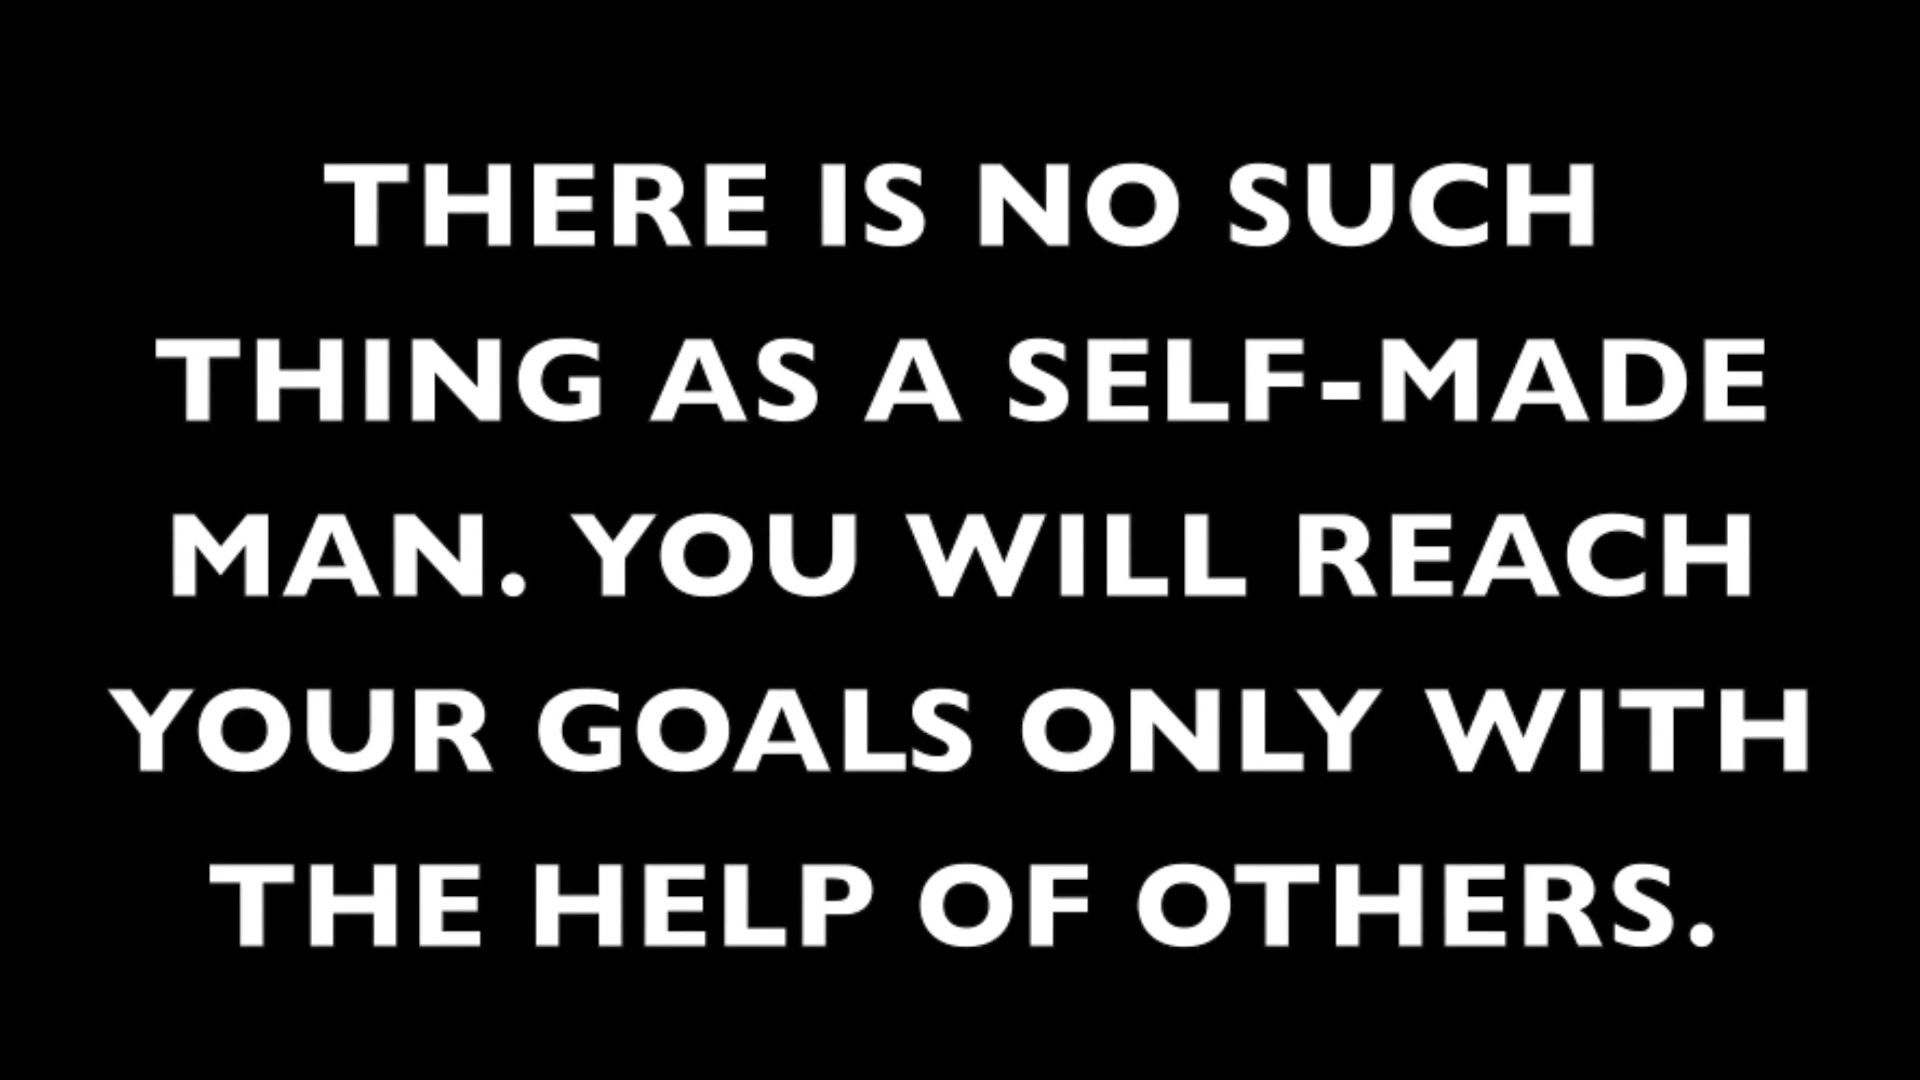 THERE IS NO SUCH
THING AS A SELF-MADE
MAN. YOU WILL REACH
YOUR GOALS ONLY WITH
THE HELP OF OTHERS.